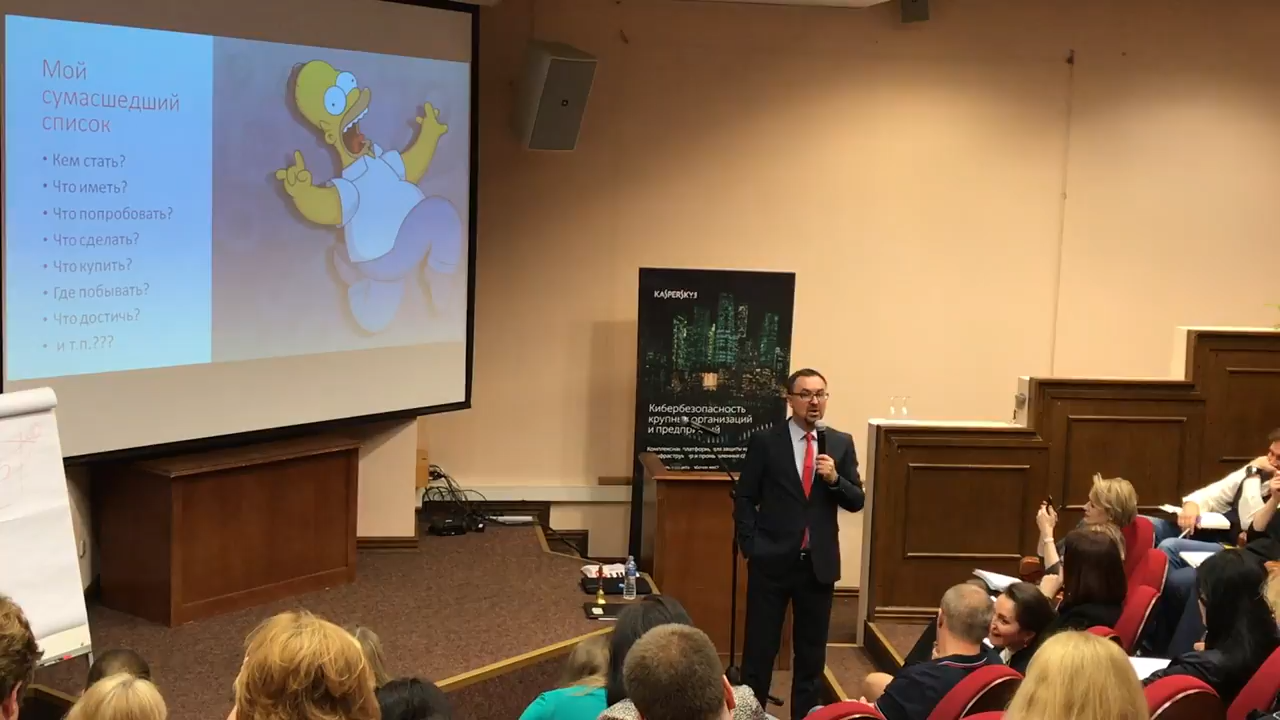 Мой
сумасшедший
список
• Кем стать?
• Что иметь?
• Что попробовать?
• Что сделать?
• Что купить?
• Где побывать?
• Что достичь?
• и т.п.???
KASPERSKY
Кибербезопасность
крупных организаций
и